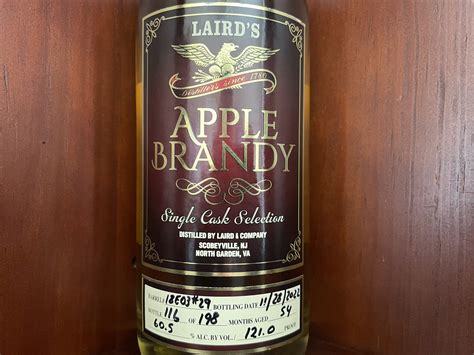 LAIRD'S
Distillers since 1780
APPLE
BRANDY
Single Cask Selection
DISTILLED BY LAIRD & COMPANY
SCOBEYVILLE, NJ
NORTH GARDEN, VA
BARREL# 18E03#29 BOTTLING DATE 11/28/2022
BOTTLE 116 OF 198 MONTHS AGED 54
60.5 % ALC. BY VOL./ 121.0 PROOF